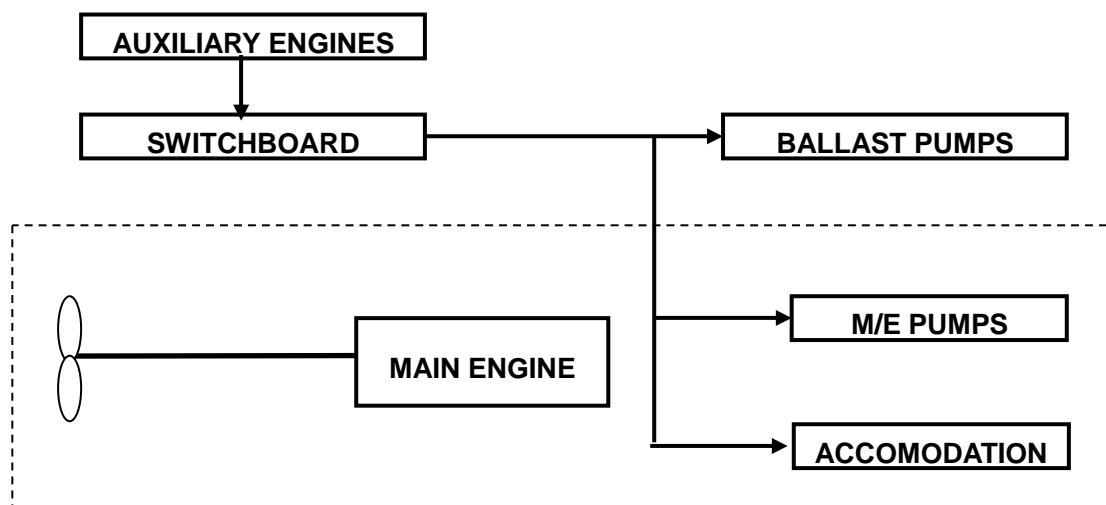 AUXILIARY ENGINES
SWITCHBOARD
BALLAST PUMPS
M/E PUMPS
MAIN ENGINE
ACCOMODATION